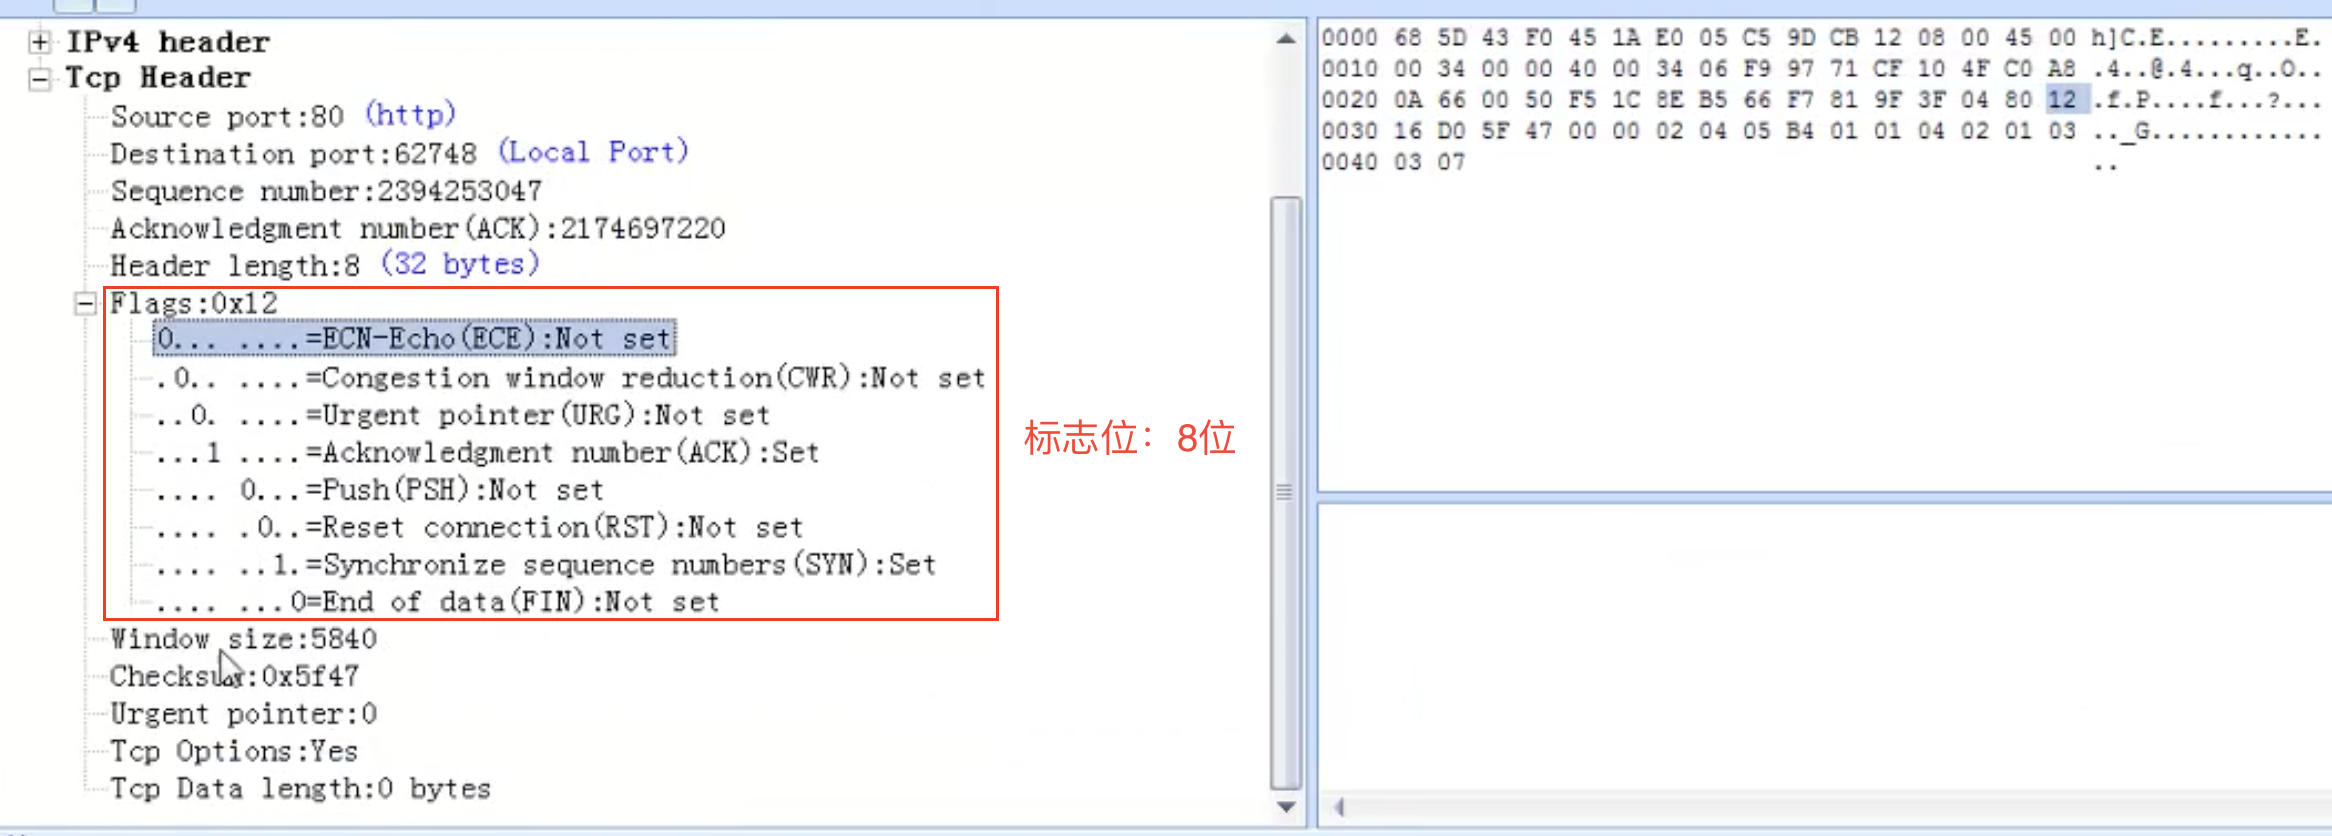 IPv4 header
Tcp Header
Source port:80 (http)
Destination port:62748 (Local Port)
Sequence number:2394253047
Acknowledgment number(ACK):2174697220
Header length:8 (32 bytes)
Flags:0x12
0... ....=ECN-Echo(ECE):Not set
.0.. ....=Congestion window reduction(CWR):Not set
..0. ....=Urgent pointer(URG):Not set
...1 ....=Acknowledgment number(ACK):Set
.... 0...=Push(PSH):Not set
.... .0..=Reset connection(RST):Not set
.... ..1.=Synchronize sequence numbers(SYN):Set
.... ...0=End of data(FIN):Not set
Window size:5840
Checksum:0x5f47
Urgent pointer:0
Tcp Options:Yes
Tcp Data length:0 bytes
标志位：8位
0000 68 5D 43 F0 45 1A E0 05 C5 9D CB 12 08 00 45 00 h]C.E.........E.
0010 00 34 00 00 40 00 34 06 F9 97 71 CF 10 4F C0 A8 .4..@.4...q..O..
0020 0A 66 00 50 F5 1C 8E B5 66 F7 81 9F 3F 04 80 12 .f.P....f...?...
0030 16 D0 5F 47 00 00 02 04 05 B4 01 01 04 02 01 03 .._G............
0040 03 07 ..